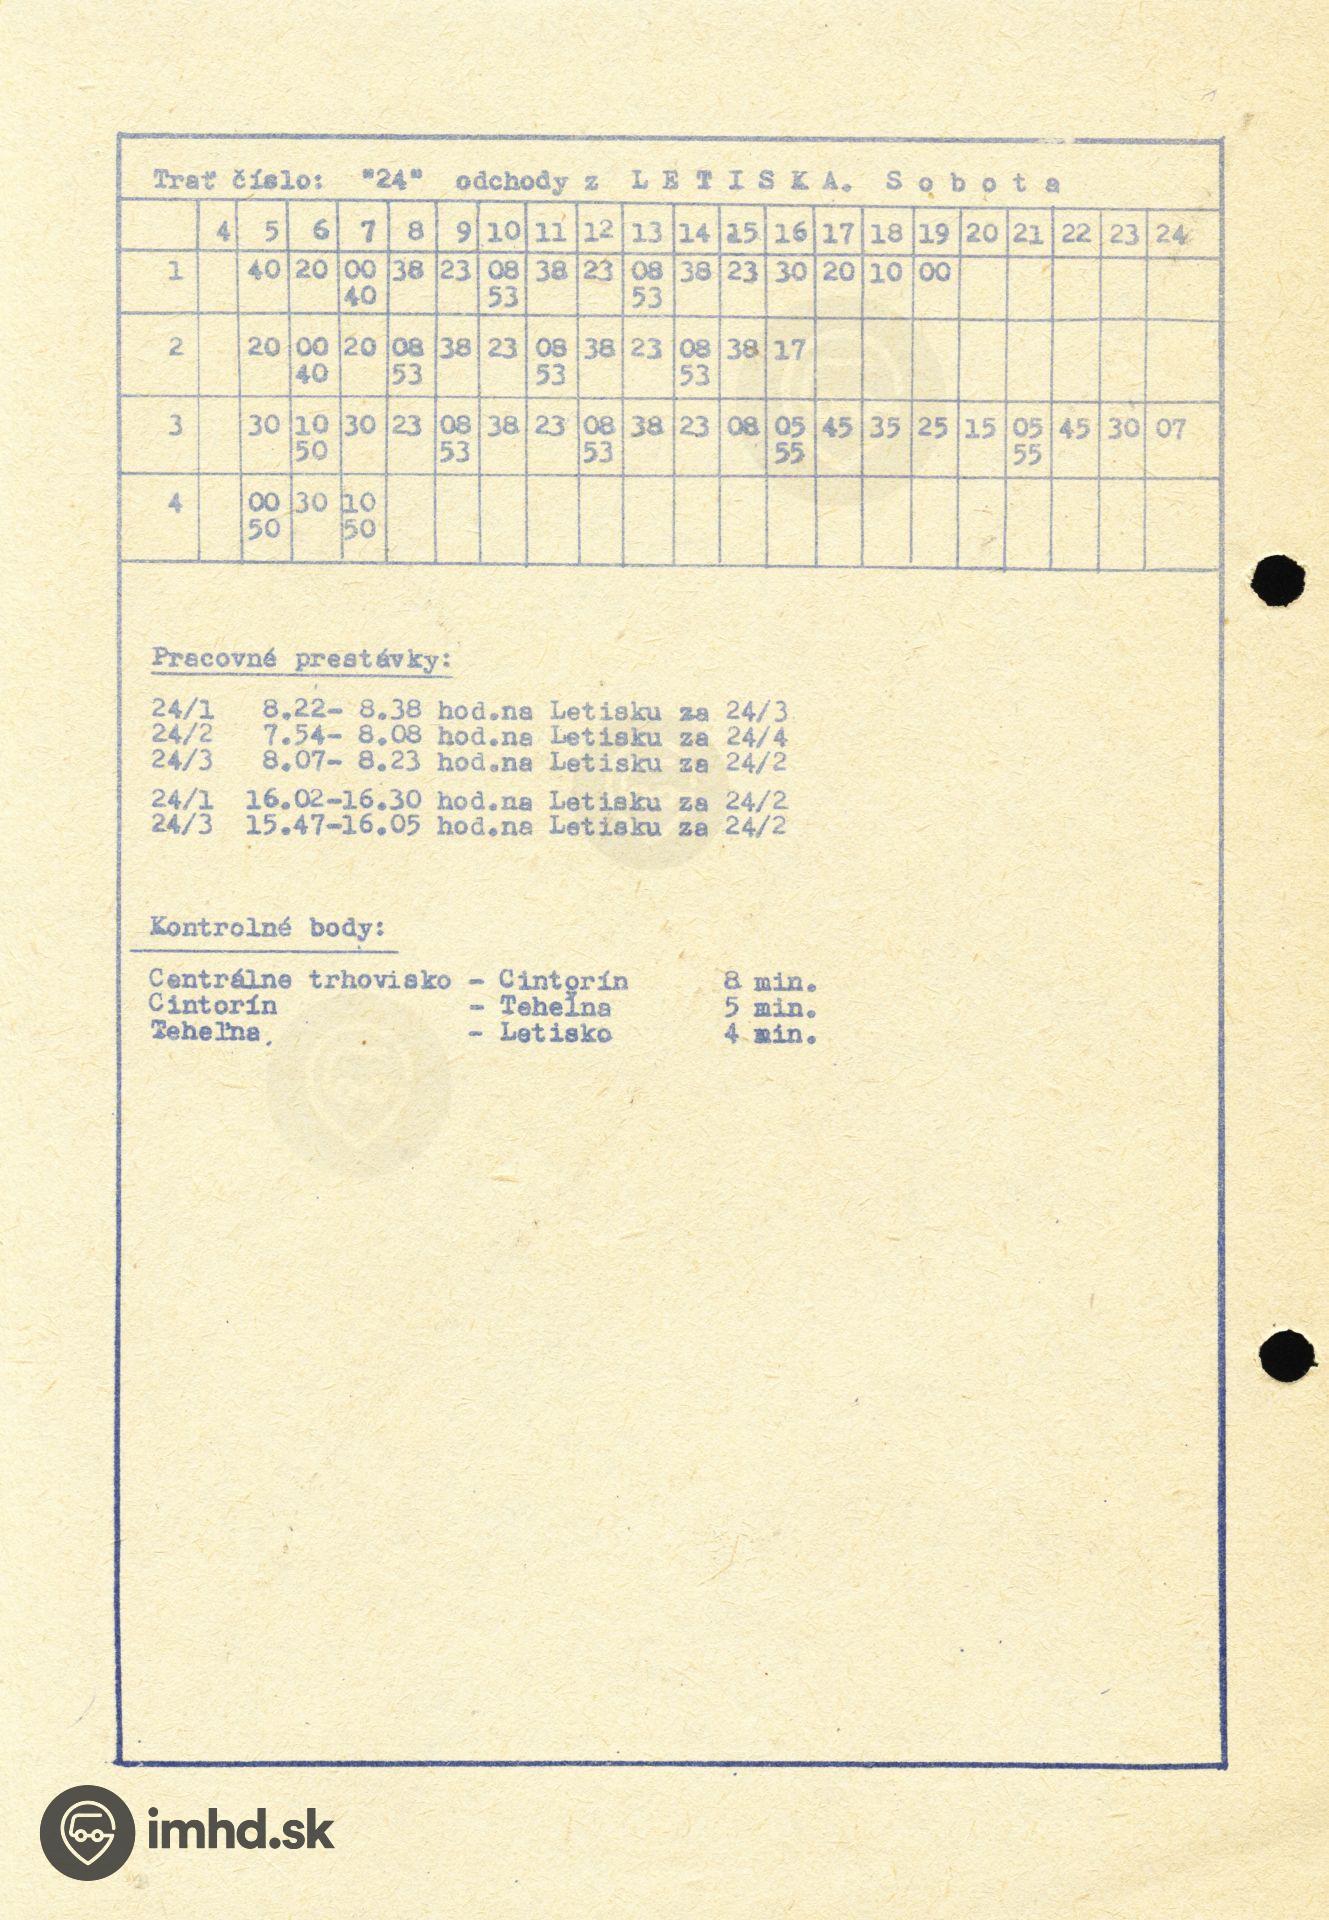 Trať číslo: "24" odchody z L E T I S K A. S o b o t a
4 5 6 7 8 9 10 11 12 13 14 15 16 17 18 19 20 21 22 23 24
1 40 20 00 38 23 08 38 23 08 38 23 30 20 10 00
40 53 53
2 20 00 20 08 38 23 08 38 23 08 38 17
40 53 53 53
3 30 10 30 23 08 38 23 08 38 23 08 05 45 35 25 15 05 45 30 07
50 53 53 55 55
4 00 30 10
50 50
Pracovné prestávky:
24/1 8.22- 8.38 hod.na Letisku za 24/3
24/2 7.54- 8.08 hod.na Letisku za 24/4
24/3 8.07- 8.23 hod.na Letisku za 24/2
24/1 16.02-16.30 hod.na Letisku za 24/2
24/3 15.47-16.05 hod.na Letisku za 24/2
Kontrolné body:
Centrálne trhovisko - Cintorín 8 min.
Cintorín - Teheľna 5 min.
Teheľna - Letisko 4 min.
imhd.sk